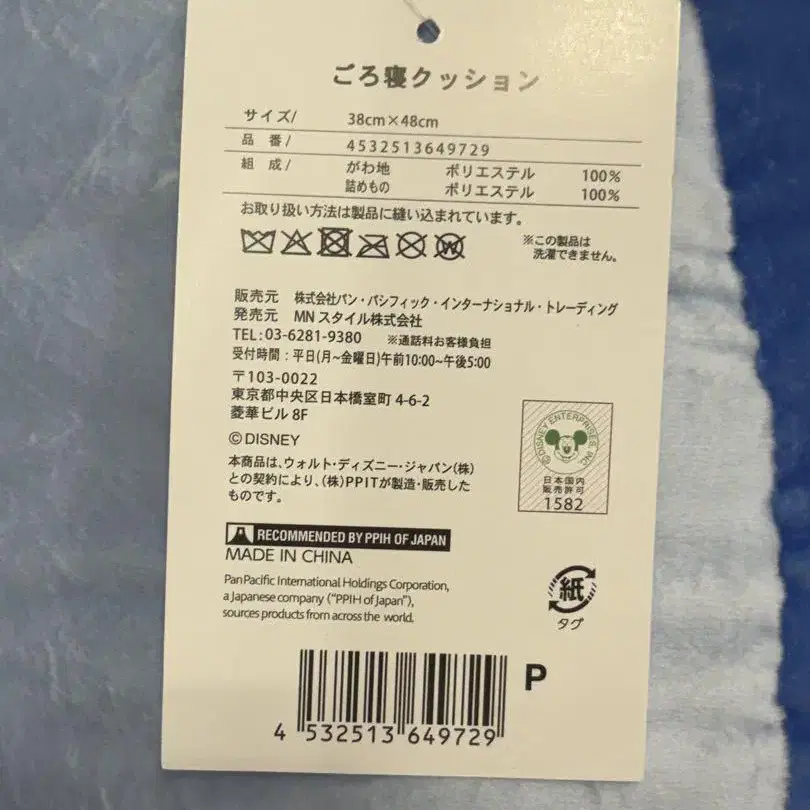 ごろ寝クッション
サイズ/ 38cm×48cm
品 番/ 4532513649729
組 成/ がわ地 ポリエステル 100%
詰めもの ポリエステル 100%
お取り扱い方法は製品に縫い込まれています。
※この製品は
洗濯できません。
販売元 株式会社パン・パシフィック・インターナショナル・トレーディング
発売元 MNスタイル株式会社
TEL:03-6281-9380 ※通話料お客様負担
受付時間:平日(月~金曜日)午前10:00~午後5:00
〒103-0022
東京都中央区日本橋室町4-6-2
菱華ビル8F
©DISNEY
本商品は、ウォルト・ディズニー・ジャパン(株)
との契約により、(株)PPITが製造・販売した
ものです。
©DISNEY ENTERPRISES INC
日本国内
販売許可
1582
RECOMMENDED BY PPIH OF JAPAN
MADE IN CHINA
Pan Pacific International Holdings Corporation,
a Japanese company ("PPIH of Japan"),
sources products from across the world.
紙
タグ
P
4 532513 649729